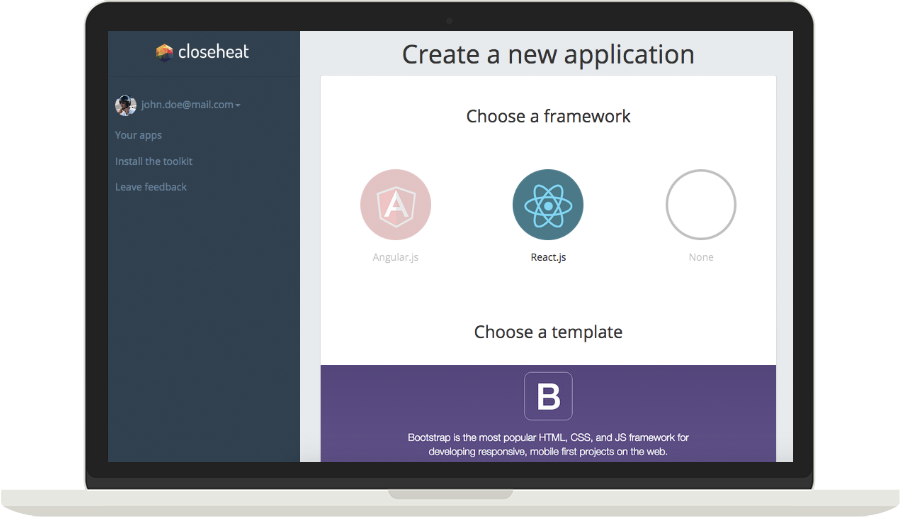 closeheat
john.doe@mail.com
Your apps
Install the toolkit
Leave feedback
Create a new application
Choose a framework
A
Angular.js
React.js
None
Choose a template
B
Bootstrap is the most popular HTML, CSS, and JS framework for
developing responsive, mobile first projects on the web.